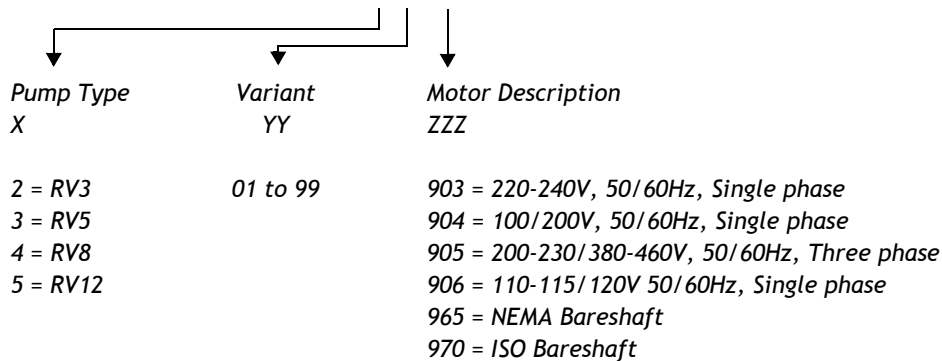 Pump Type Variant Motor Description
X YY ZZZ
2 = RV3 01 to 99 903 = 220-240V, 50/60Hz, Single phase
3 = RV5 904 = 100/200V, 50/60Hz, Single phase
4 = RV8 905 = 200-230/380-460V, 50/60Hz, Three phase
5 = RV12 906 = 110-115/120V 50/60Hz, Single phase
965 = NEMA Bareshaft
970 = ISO Bareshaft